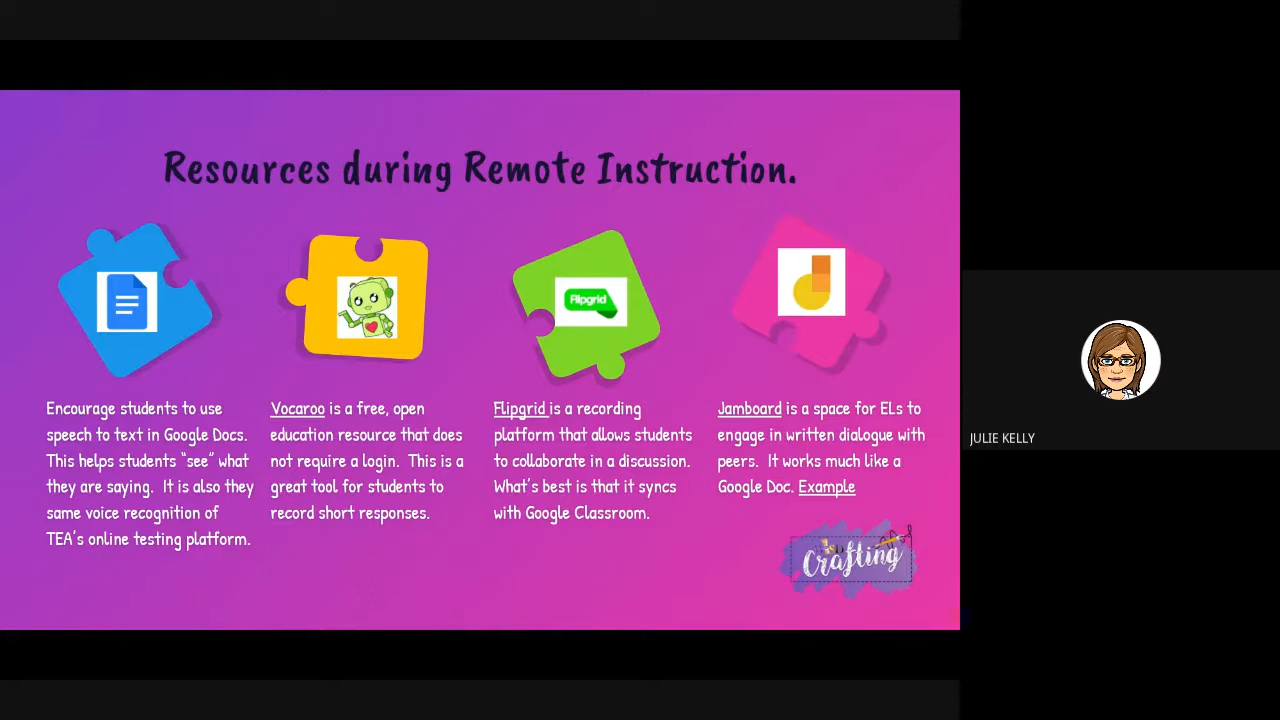 Resources during Remote Instruction.
Flipgrid
Encourage students to use
speech to text in Google Docs.
This helps students "see" what
they are saying. It is also they
same voice recognition of
TEA's online testing platform.
Vocaroo is a free, open
education resource that does
not require a login. This is a
great tool for students to
record short responses.
Flipgrid is a recording
platform that allows students
to collaborate in a discussion.
What's best is that it syncs
with Google Classroom.
Jamboard is a space for ELs to
engage in written dialogue with
peers. It works much like a
Google Doc. Example
Crafting
JULIE KELLY